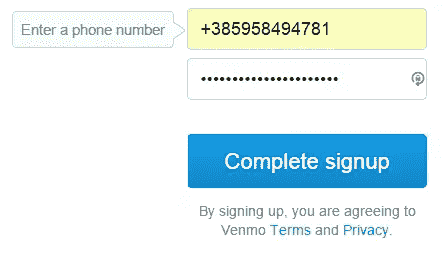 Enter a phone number
+385958494781
••••••••••••••••••••••
Complete signup
By signing up, you are agreeing to
Venmo Terms and Privacy.